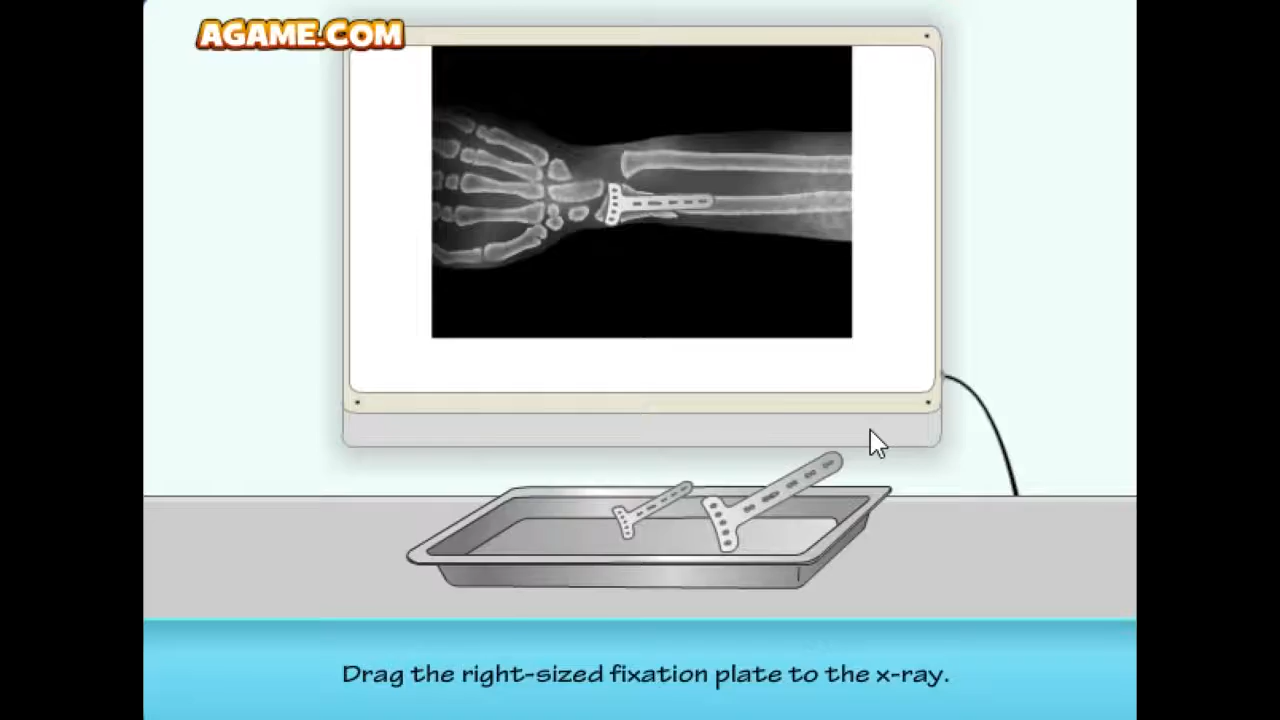 AGAME.COM
Drag the right-sized fixation plate to the x-ray.